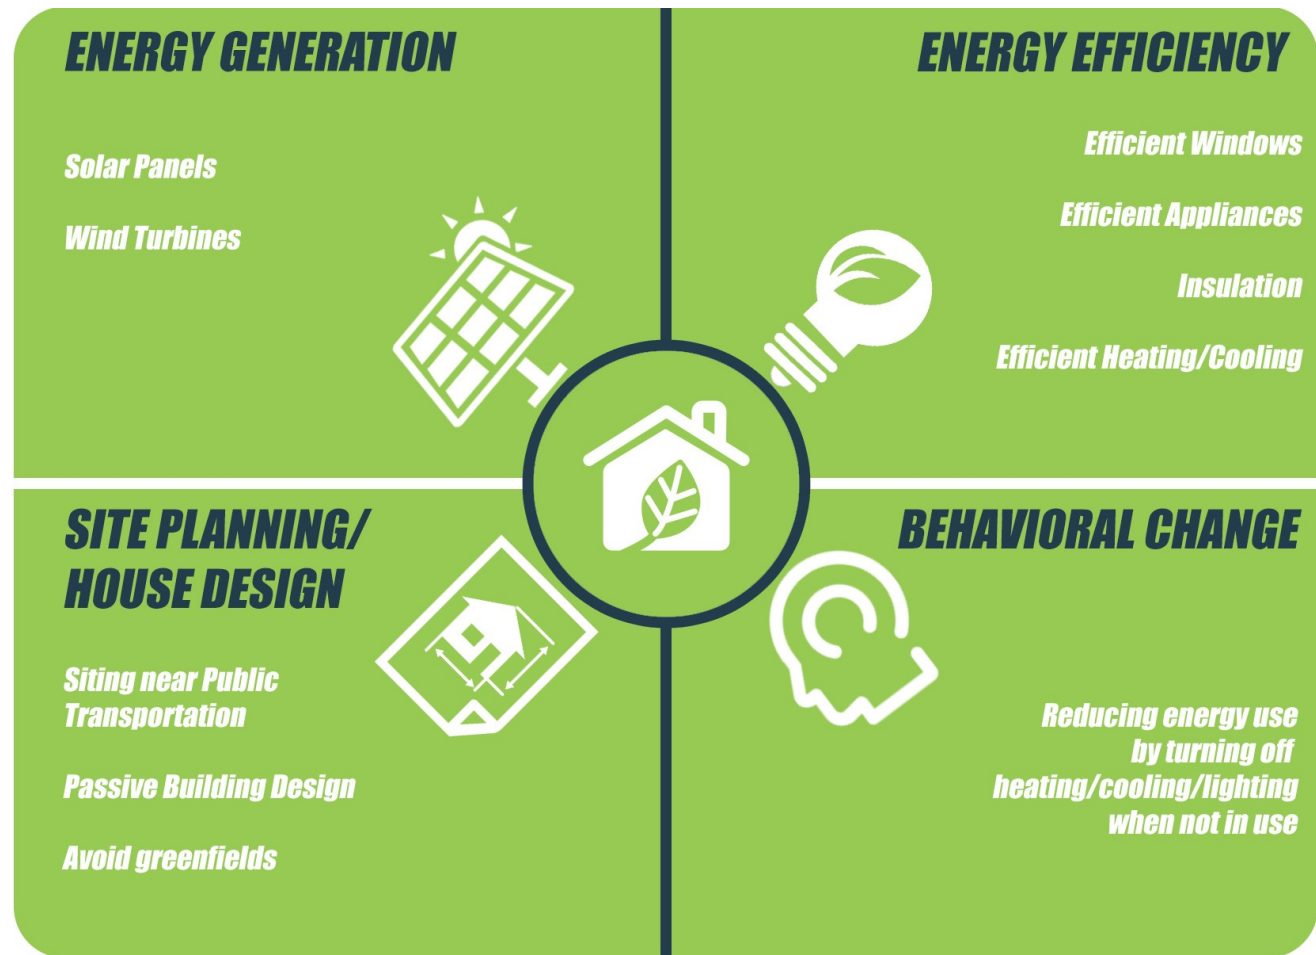 ENERGY GENERATION
Solar Panels
Wind Turbines
ENERGY EFFICIENCY
Efficient Windows
Efficient Appliances
Insulation
Efficient Heating/Cooling
SITE PLANNING/
HOUSE DESIGN
Siting near Public
Transportation
Passive Building Design
Avoid greenfields
BEHAVIORAL CHANGE
Reducing energy use
by turning off
heating/cooling/lighting
when not in use